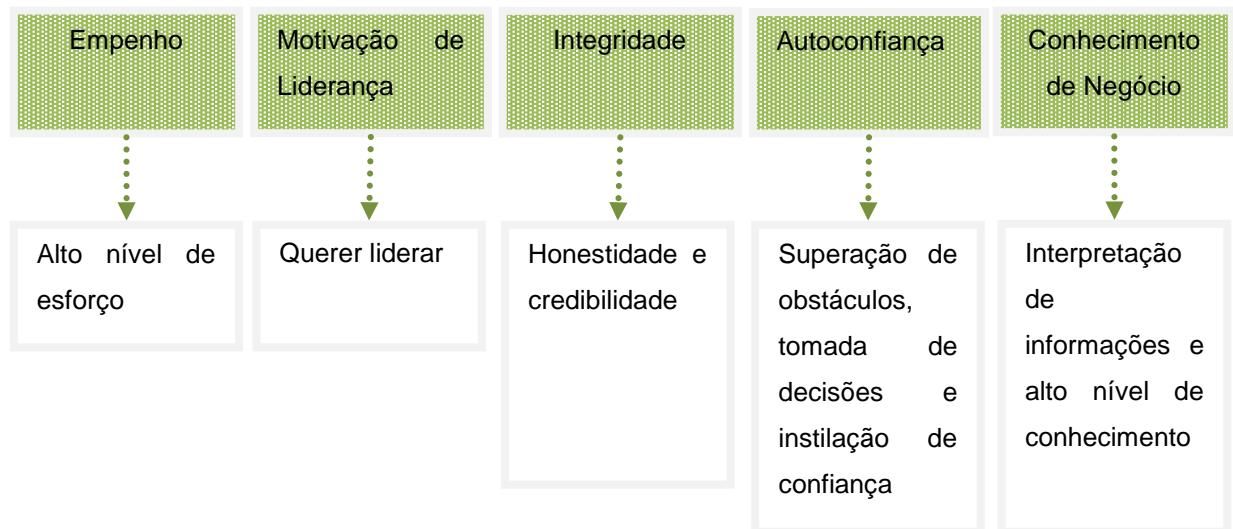 Empenho
Motivação de
Liderança
Integridade
Autoconfiança
Conhecimento
de Negócio
Alto nível de
esforço
Querer liderar
Honestidade e
credibilidade
Superação de
obstáculos,
tomada de
decisões e
instilação de
confiança
Interpretação
de
informações e
alto nível de
conhecimento